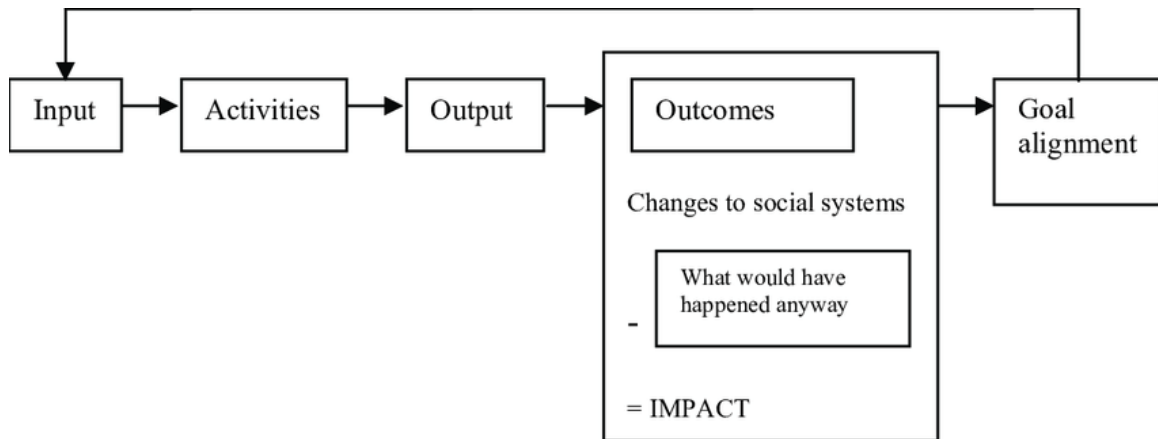 Input
Activities
Output
Outcomes
Goal
alignment
Changes to social systems
What would have
happened anyway
-
= IMPACT